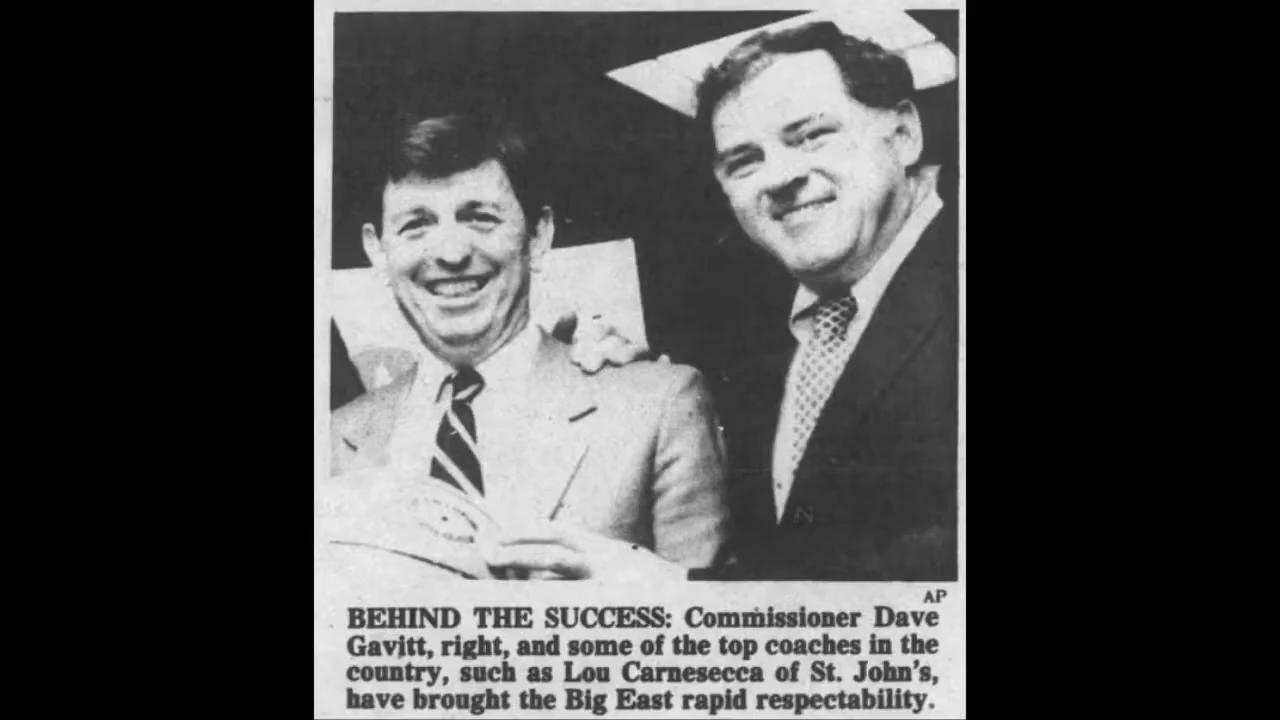 AP
BEHIND THE SUCCESS: Commissioner Dave
Gavitt, right, and some of the top coaches in the
country, such as Lou Carnesecca of St. John's,
have brought the Big East rapid respectability.